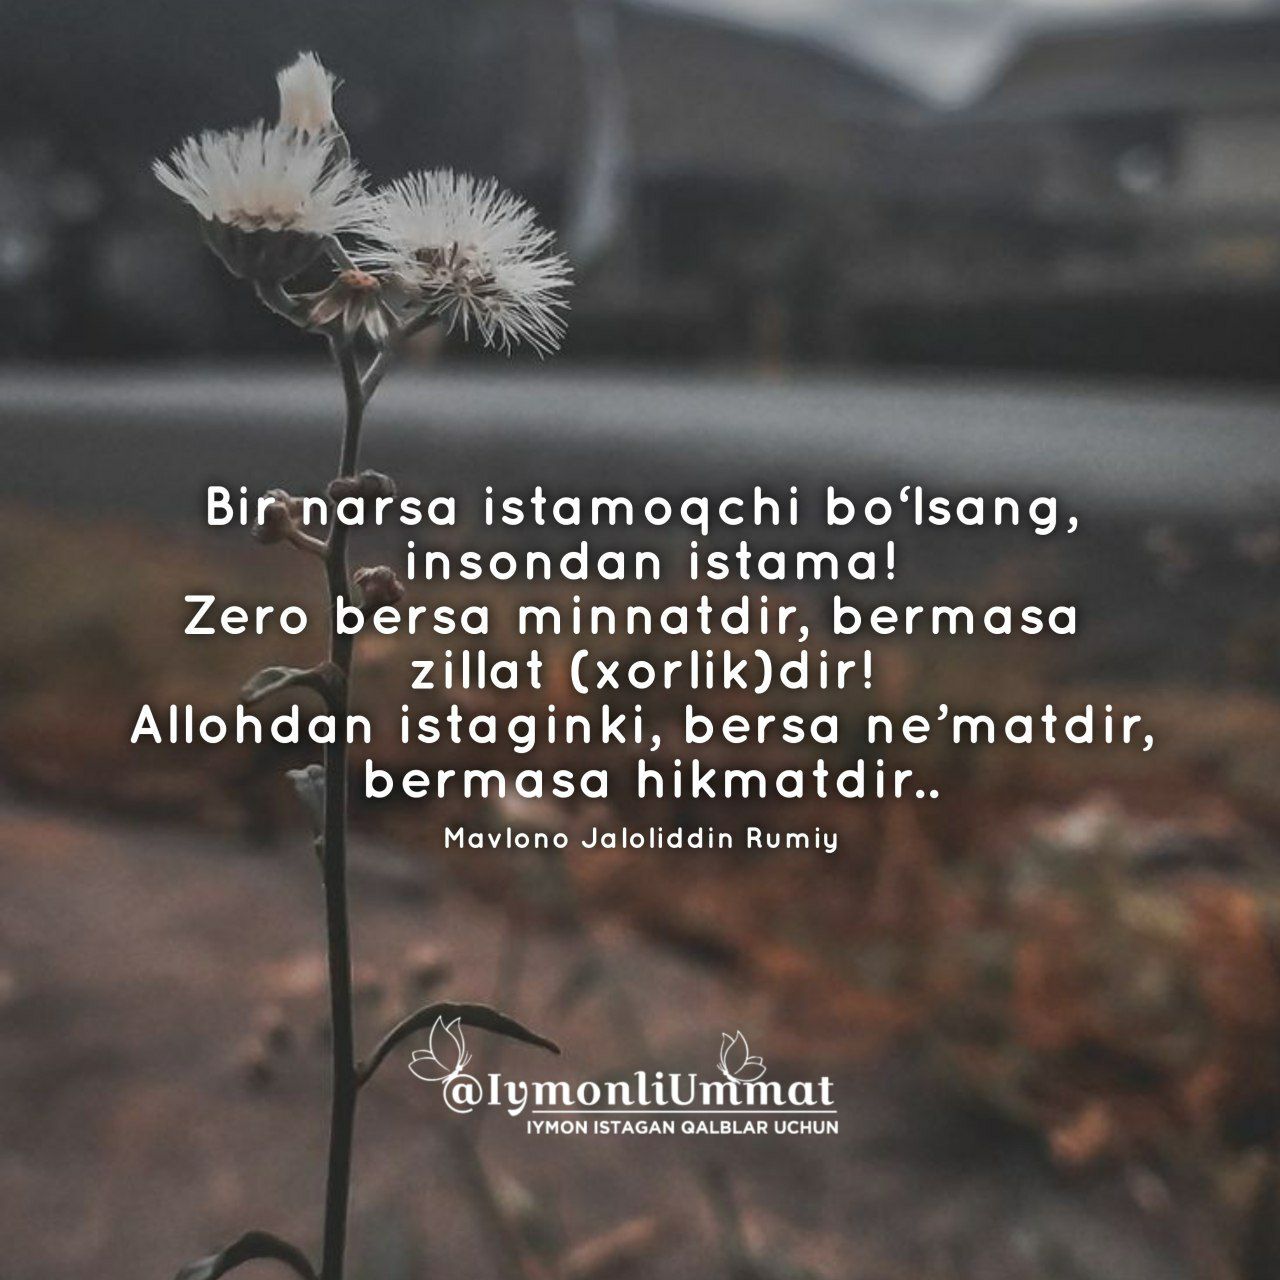 Bir narsa istamoqchi bo‘lsang,
insondan istama!
Zero bersa minnatdir, bermasa
zillat (xorlik)dir!
Allohdan istaginki, bersa ne’matdir,
bermasa hikmatdir..
Mavlono Jaloliddin Rumiy
@IymonliUmmat
IYMON ISTAGAN QALBLAR UCHUN